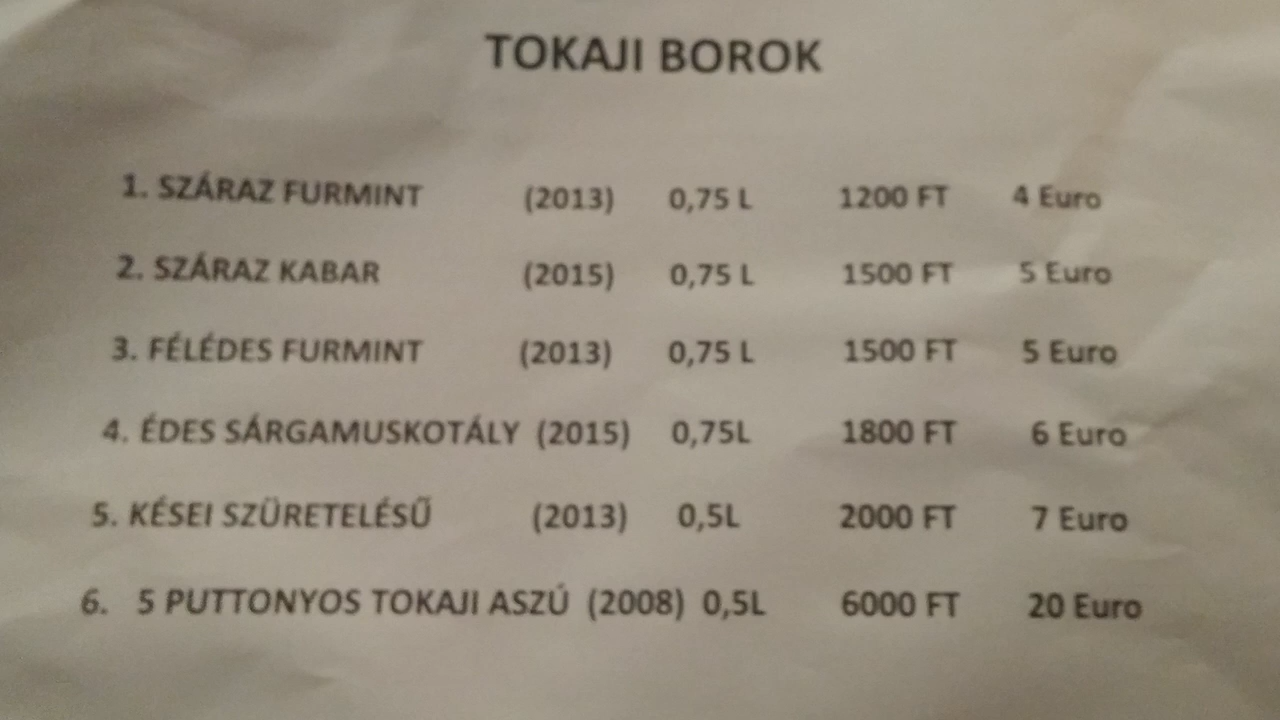 TOKAJI BOROK
1. SZÁRAZ FURMINT (2013) 0,75 L 1200 FT 4 Euro
2. SZÁRAZ KABAR (2015) 0,75 L 1500 FT 5 Euro
3. FÉLÉDES FURMINT (2013) 0,75 L 1500 FT 5 Euro
4. ÉDES SÁRGAMUSKOTÁLY (2015) 0,75L 1800 FT 6 Euro
5. KÉSEI SZÜRETELÉSŰ (2013) 0,5L 2000 FT 7 Euro
6. 5 PUTTONYOS TOKAJI ASZÚ (2008) 0,5L 6000 FT 20 Euro